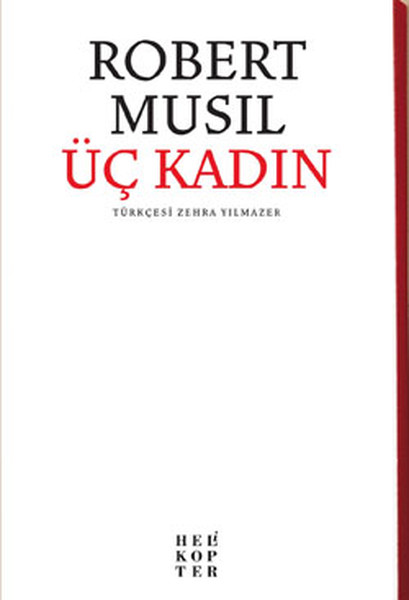 ROBERT
MUSIL
ÜÇ KADIN
TÜRKÇESİ ZEHRA YILMAZER
HELİ
KOP
TER